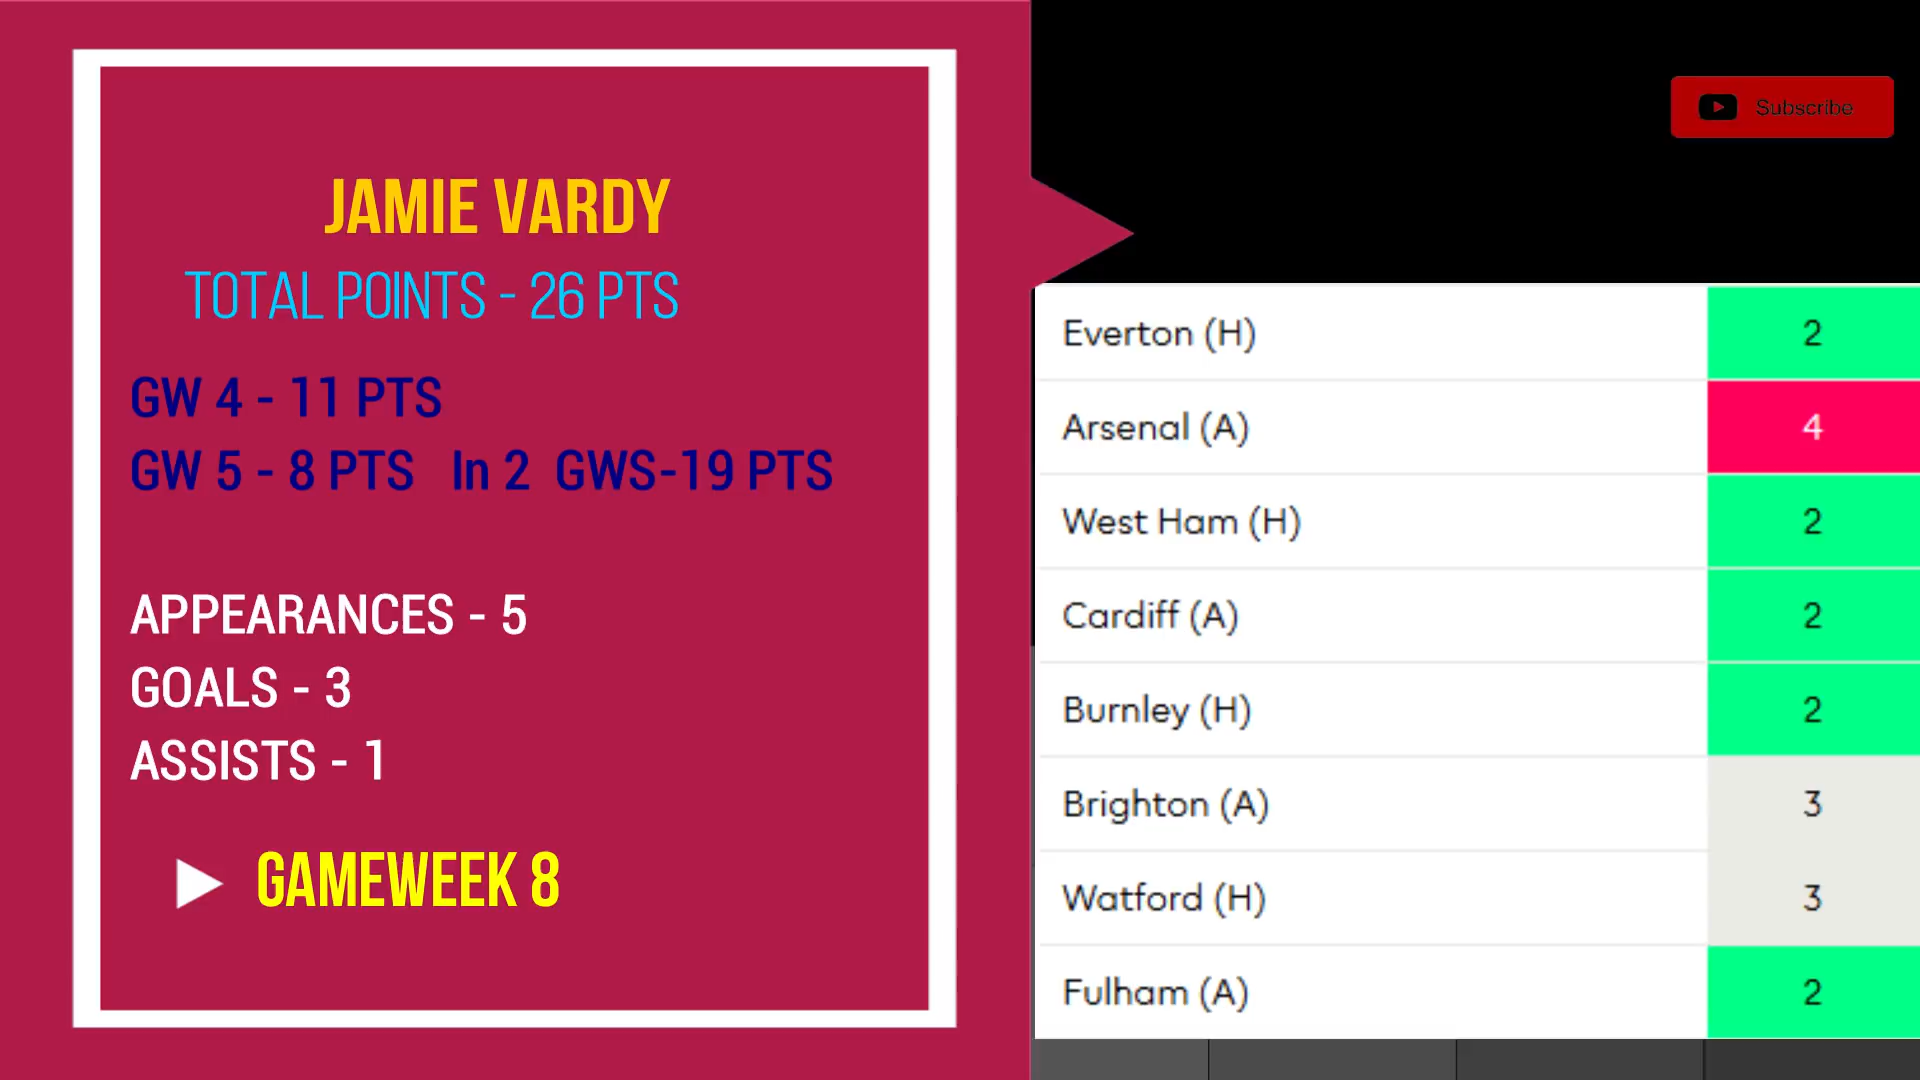 JAMIE VARDY
TOTAL POINTS - 26 PTS
GW 4 - 11 PTS
GW 5 - 8 PTS In 2 GWS-19 PTS
APPEARANCES - 5
GOALS - 3
ASSISTS - 1
GAMEWEEK 8
Subscribe
Everton (H) 2
Arsenal (A) 4
West Ham (H) 2
Cardiff (A) 2
Burnley (H) 2
Brighton (A) 3
Watford (H) 3
Fulham (A) 2